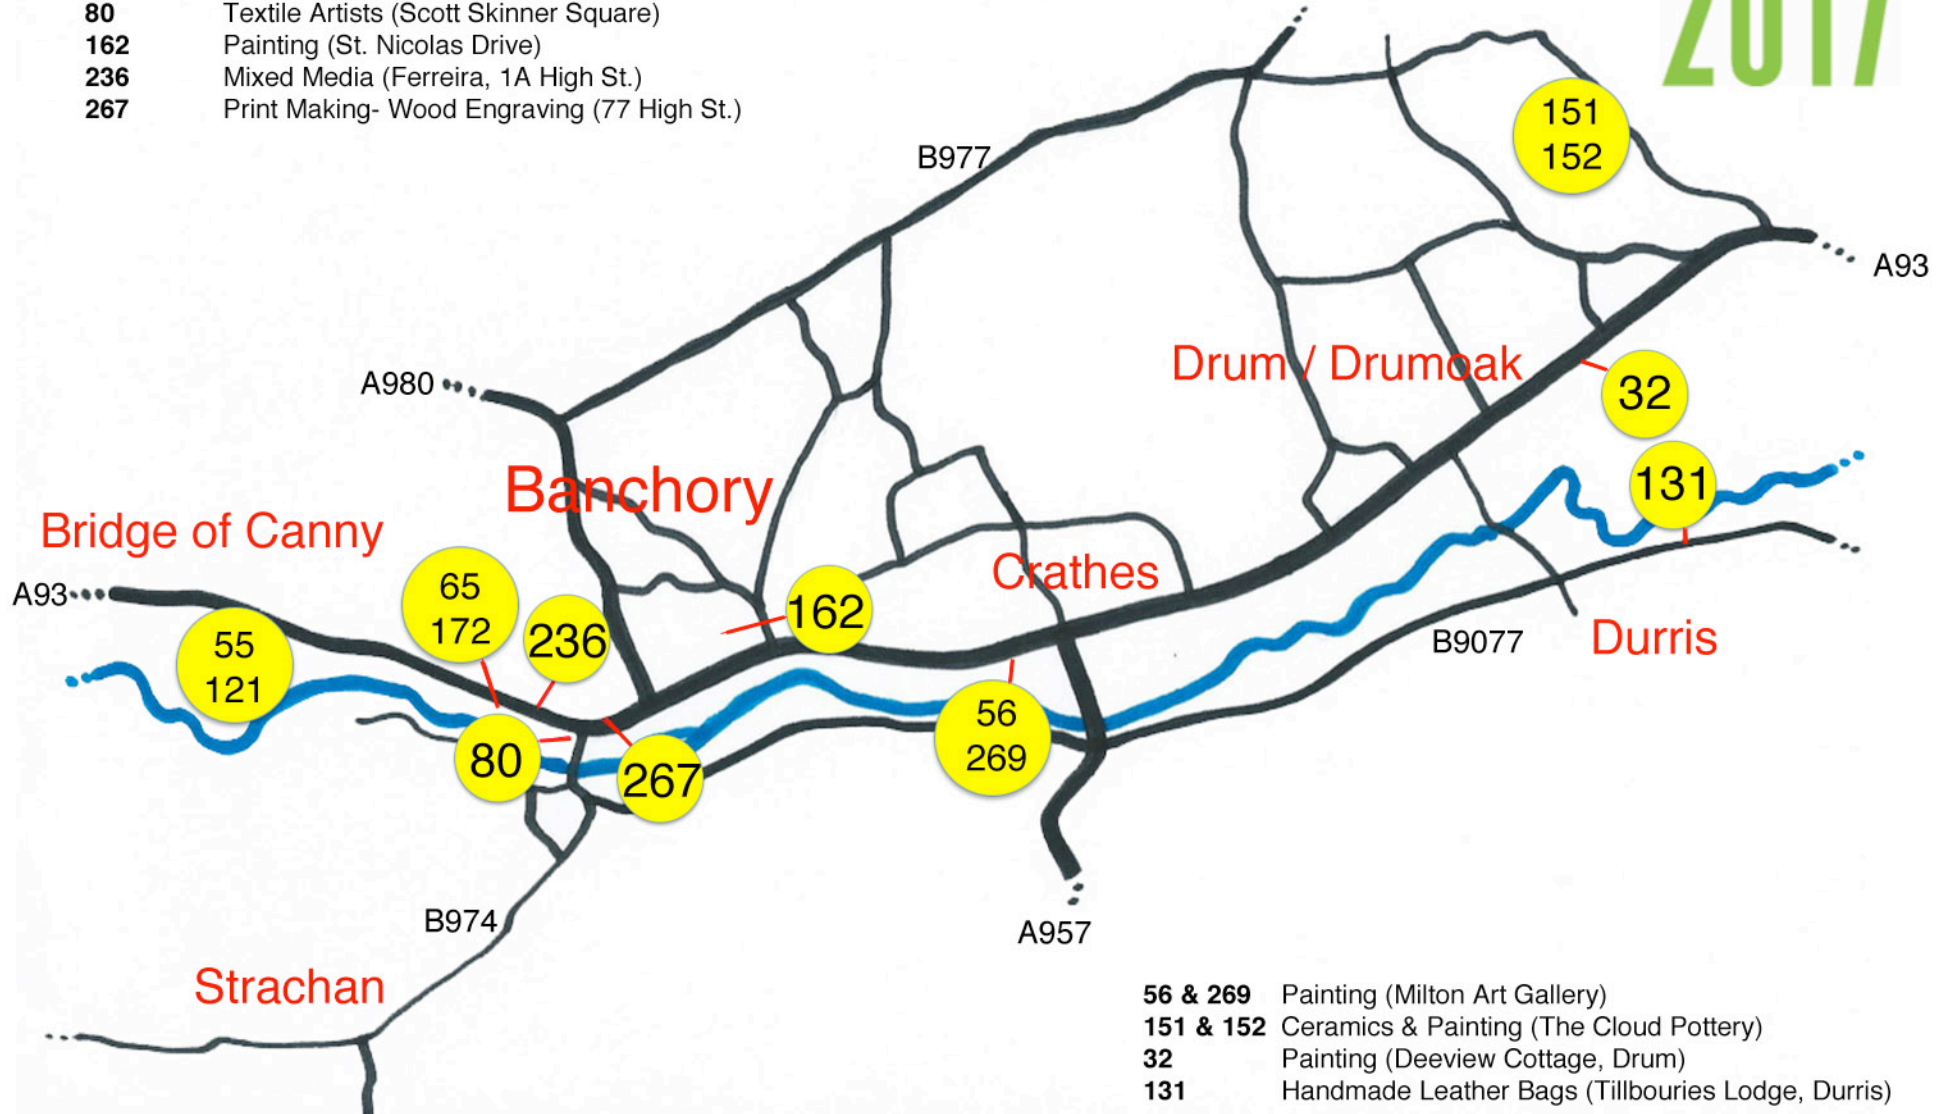 80 Textile Artists (Scott Skinner Square)
162 Painting (St. Nicolas Drive)
236 Mixed Media (Ferreira, 1A High St.)
267 Print Making- Wood Engraving (77 High St.)
2017
151
152
B977
A93
Drum / Drumoak
A980
32
131
Banchory
Bridge of Canny
Crathes
A93
65
172
236
162
55
121
B9077
Durris
56
269
80
267
B974
A957
Strachan
56 & 269 Painting (Milton Art Gallery)
151 & 152 Ceramics & Painting (The Cloud Pottery)
32 Painting (Deeview Cottage, Drum)
131 Handmade Leather Bags (Tillbouries Lodge, Durris)